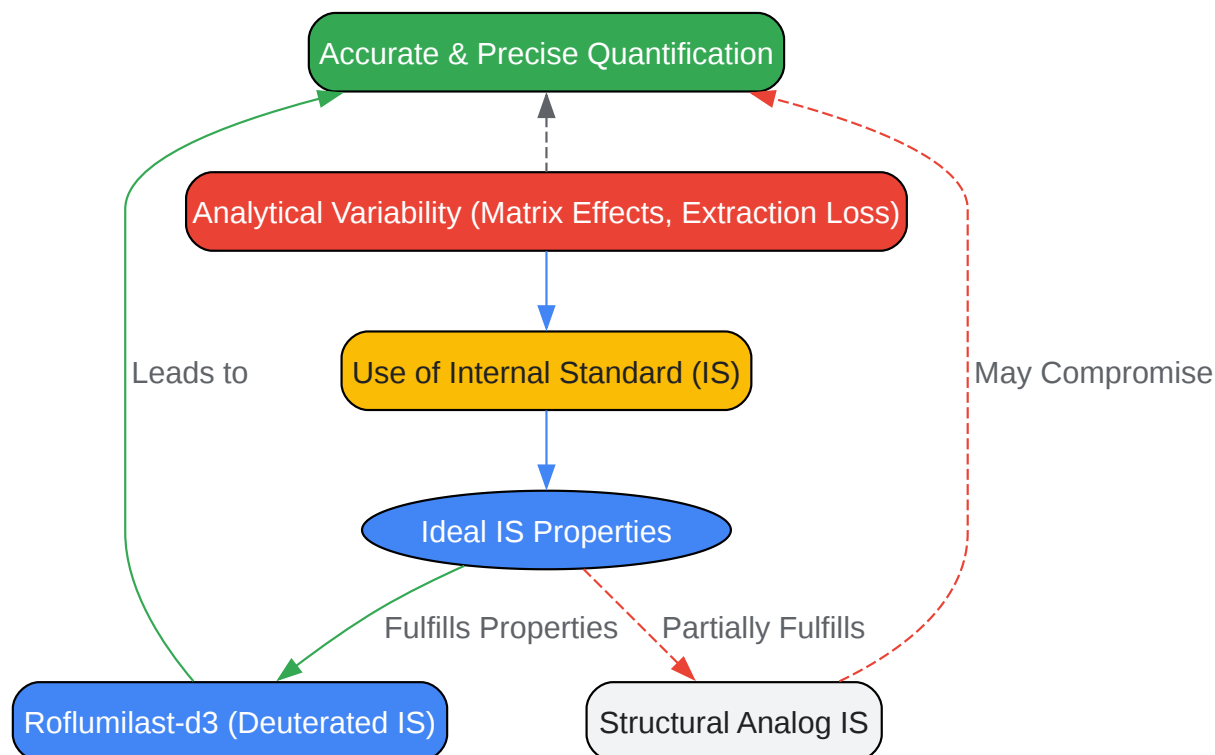 Accurate & Precise Quantification
Analytical Variability (Matrix Effects, Extraction Loss)
Use of Internal Standard (IS)
Leads to
May Compromise
Ideal IS Properties
Fulfills Properties
Partially Fulfills
Roflumilast-d3 (Deuterated IS)
Structural Analog IS